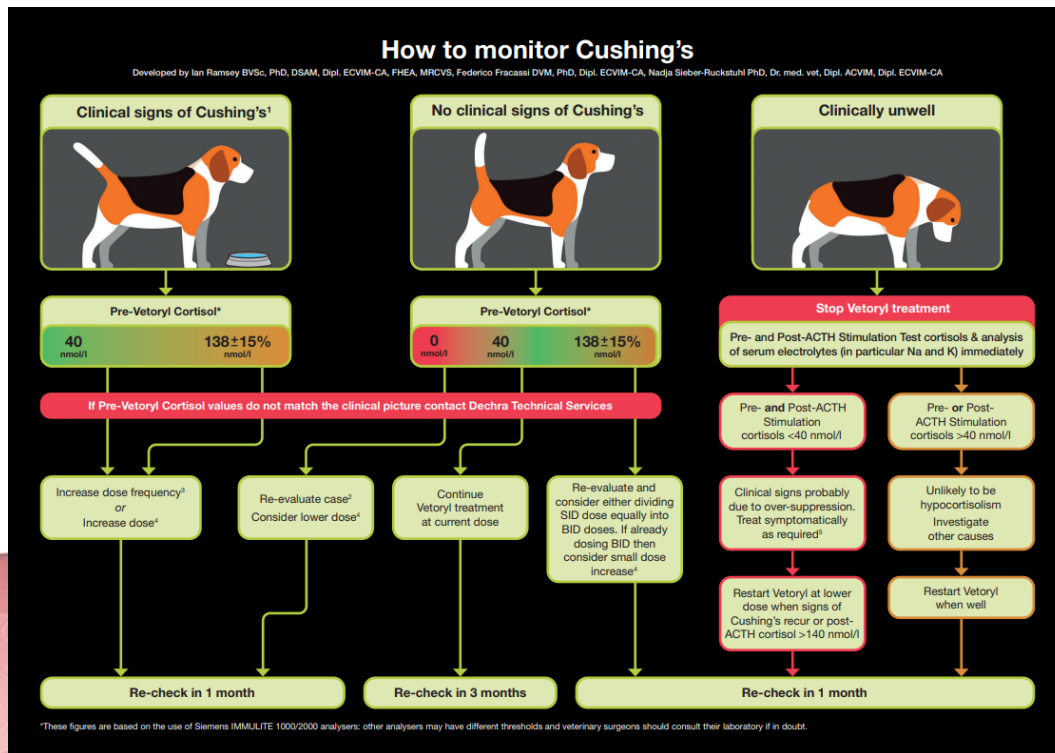 How to monitor Cushing's
Developed by Ian Ramsey BVSc, PhD, DSAM, Dipl. ECVIM-CA, FHEA, MRCVS, Federico Fracassi DVM, PhD, Dipl. ECVIM-CA, Nadja Sieber-Ruckstuhl PhD, Dr. med. vet, Dipl. ACVIM, Dipl. ECVIM-CA
Clinical signs of Cushing's¹
Pre-Vetoryl Cortisol*
40
nmol/l
138±15%
nmol/l
No clinical signs of Cushing's
Pre-Vetoryl Cortisol*
0
nmol/l
40
nmol/l
138±15%
nmol/l
If Pre-Vetoryl Cortisol values do not match the clinical picture contact Dechra Technical Services
Increase dose frequency³
or
Increase dose⁴
Re-evaluate case²
Consider lower dose⁴
Continue
Vetoryl treatment
at current dose
Re-evaluate and
consider either dividing
SID dose equally into
BID doses. If already
dosing BID then
consider small dose
increase⁴
Clinically unwell
Stop Vetoryl treatment
Pre- and Post-ACTH Stimulation Test cortisols & analysis
of serum electrolytes (in particular Na and K) immediately
Pre- and Post-ACTH
Stimulation
cortisols <40 nmol/l
Clinical signs probably
due to over-suppression.
Treat symptomatically
as required⁵
Restart Vetoryl at lower
dose when signs of
Cushing's recur or post-
ACTH cortisol >140 nmol/l
Pre- or Post-
ACTH Stimulation
cortisols >40 nmol/l
Unlikely to be
hypocortisolism
Investigate
other causes
Restart Vetoryl
when well
Re-check in 1 month
Re-check in 3 months
Re-check in 1 month
*These figures are based on the use of Siemens IMMULITE 1000/2000 analysers: other analysers may have different thresholds and veterinary surgeons should consult their laboratory if in doubt.